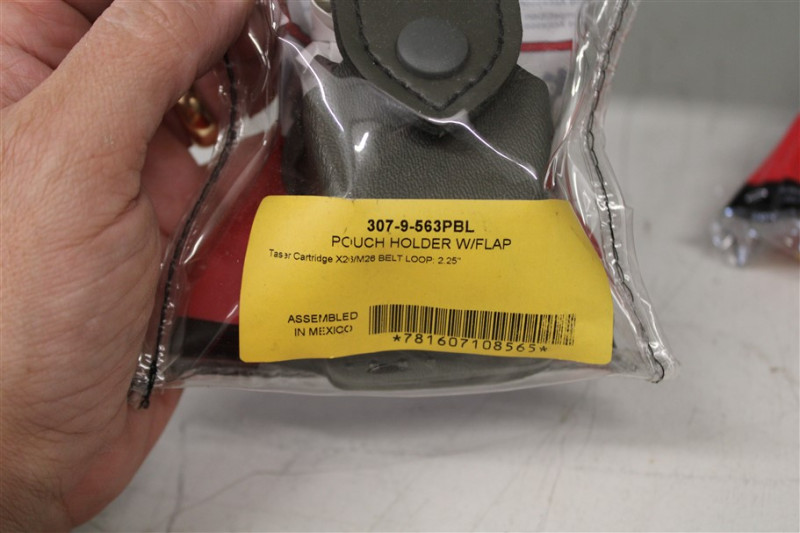 307-9-563PBL
POUCH HOLDER W/FLAP
Taser Cartridge X26/M26 BELT LOOP: 2.25"
ASSEMBLED
IN MEXICO
*781607108565*